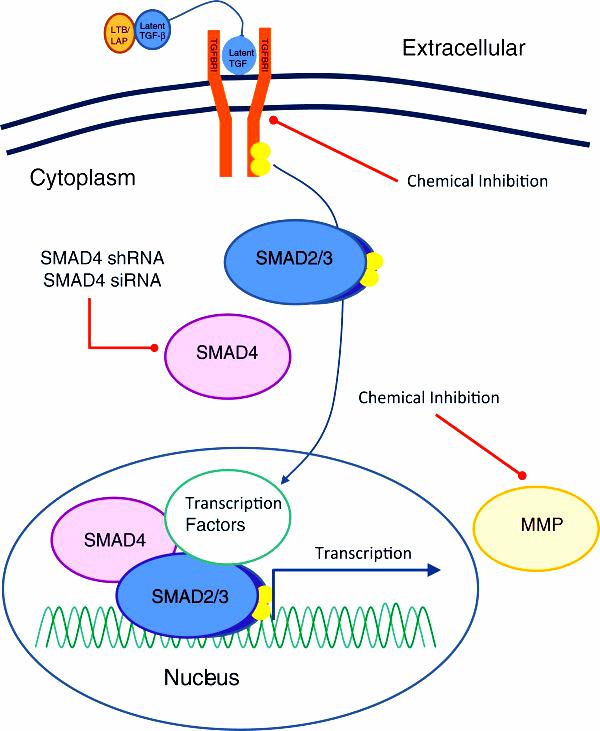 LTB/
LAP
Latent
TGF-β
TGFBRI
Latent
TGF
TGFBRI
Extracellular
Cytoplasm
Chemical Inhibition
SMAD2/3
SMAD4 shRNA
SMAD4 siRNA
SMAD4
Chemical Inhibition
Transcription
Factors
MMP
SMAD4
Transcription
SMAD2/3
Nucleus